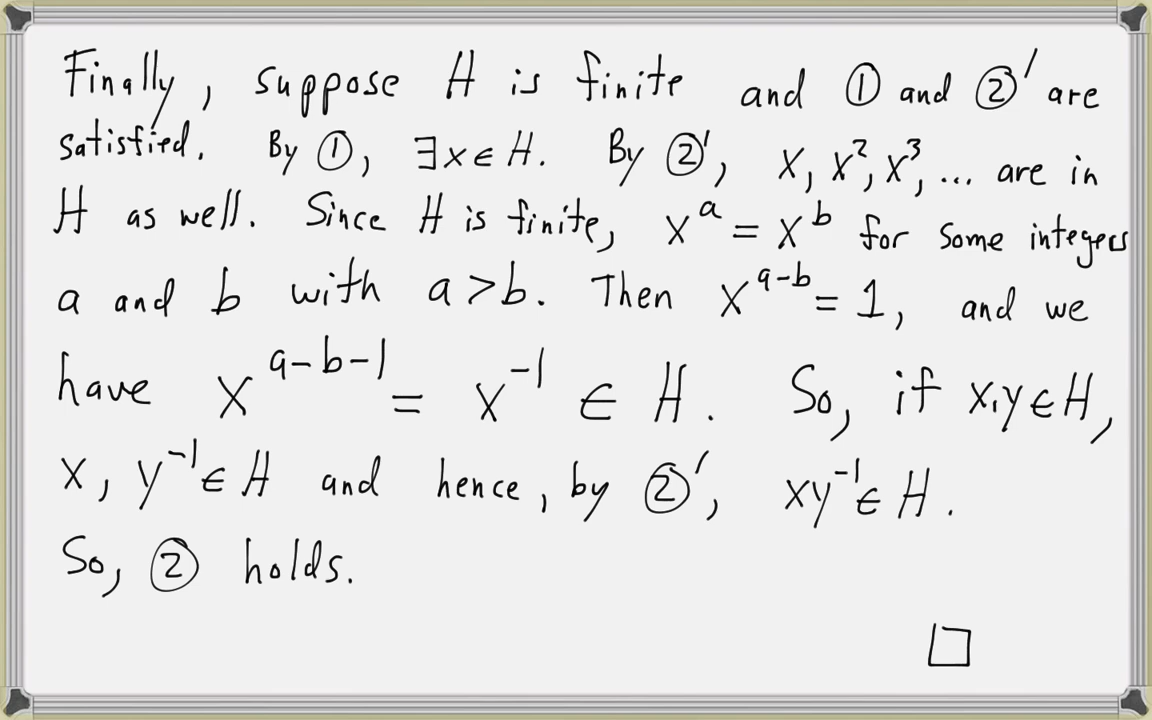 Finally, suppose H is finite and ① and ②′ are
satisfied. By ①, ∃x∈H. By ②′, x, x², x³, ... are in
H as well. Since H is finite, xᵃ = xᵇ for some integers
a and b with a>b. Then x^{a-b} = 1, and we
have x^{a-b-1} = x⁻¹ ∈ H. So, if x,y∈H,
x, y⁻¹∈H and hence, by ②′, xy⁻¹∈H.
So, ② holds.
□